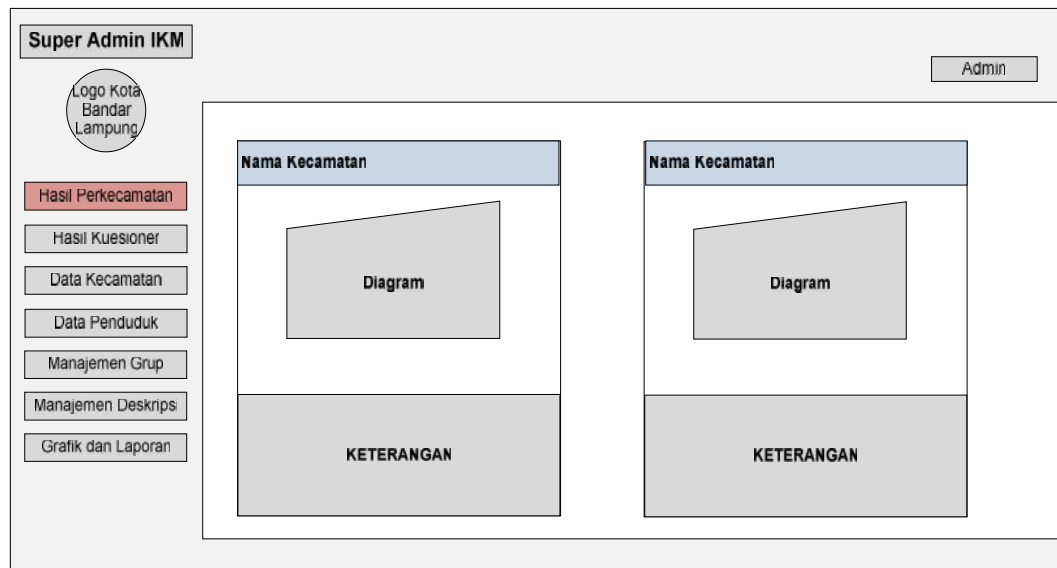 Super Admin IKM
Admin
Logo Kota
Bandar
Lampung
Hasil Perkecamatan
Hasil Kuesioner
Data Kecamatan
Data Penduduk
Manajemen Grup
Manajemen Deskripsi
Grafik dan Laporan
Nama Kecamatan
Diagram
KETERANGAN
Nama Kecamatan
Diagram
KETERANGAN